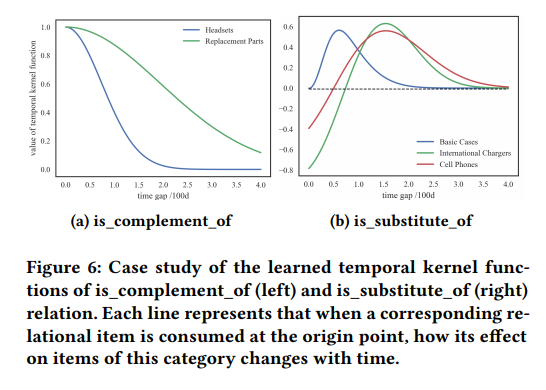 value of temporal kernel function
1.0
0.8
0.6
0.4
0.2
0.0
Headsets
Replacement Parts
0.0 0.5 1.0 1.5 2.0 2.5 3.0 3.5 4.0
time gap /100d
(a) is_complement_of
0.6
0.4
0.2
0.0
−0.2
−0.4
−0.6
−0.8
Basic Cases
International Chargers
Cell Phones
0.0 0.5 1.0 1.5 2.0 2.5 3.0 3.5 4.0
time gap /100d
(b) is_substitute_of
Figure 6: Case study of the learned temporal kernel func-
tions of is_complement_of (left) and is_substitute_of (right)
relation. Each line represents that when a corresponding re-
lational item is consumed at the origin point, how its effect
on items of this category changes with time.